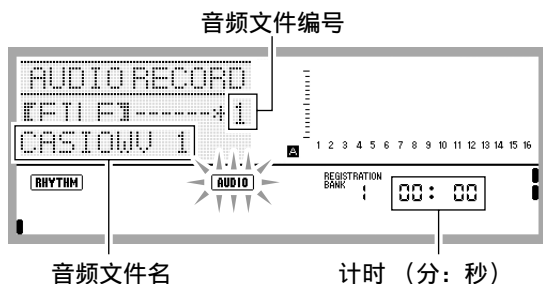 音频文件编号
AUDIO RECORD
[FILE]------* 1
CASIOWV 1
A 1 2 3 4 5 6 7 8 9 10 11 12 13 14 15 16
RHYTHM
AUDIO
REGISTRATION
BANK 1
00: 00
音频文件名
计时 (分: 秒)